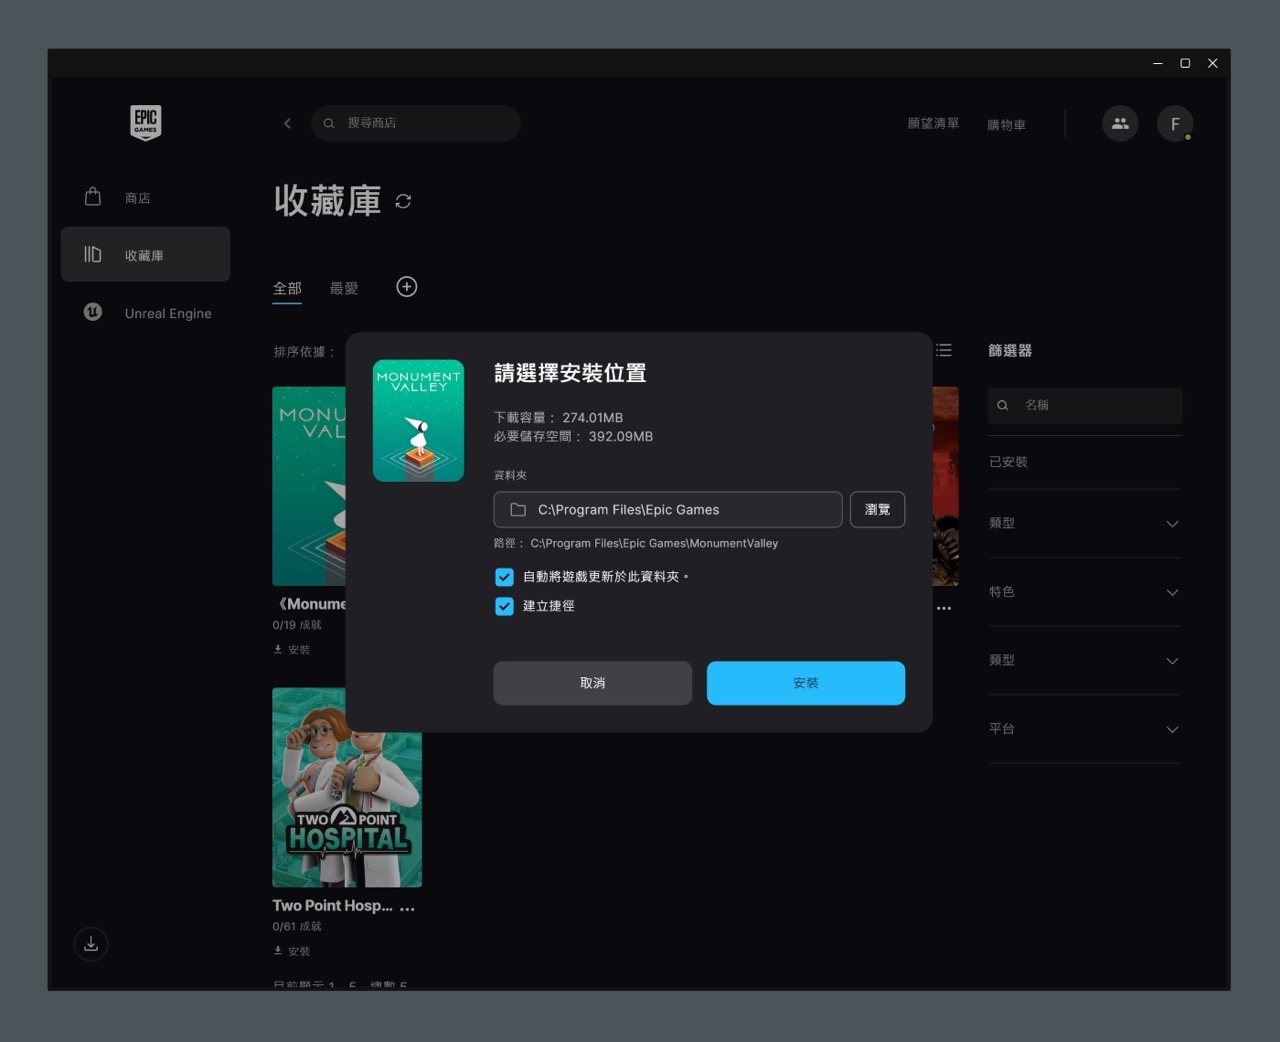 EPIC
GAMES
搜尋商店
願望清單
購物車
F
商店
收藏庫
Unreal Engine
收藏庫
全部
最愛
排序依據：
篩選器
名稱
已安裝
類型
特色
類型
平台
MONU
VAL
《Monume
0/19 成就
安裝
MONUMENT
VALLEY
請選擇安裝位置
下載容量： 274.01MB
必要儲存空間： 392.09MB
資料夾
C:\Program Files\Epic Games
瀏覽
路徑： C:\Program Files\Epic Games\MonumentValley
自動將遊戲更新於此資料夾。
建立捷徑
取消
安裝
...
TWO POINT
HOSPITAL
Two Point Hosp... ...
0/61 成就
安裝
目前顯示 1 - 5，總數 5